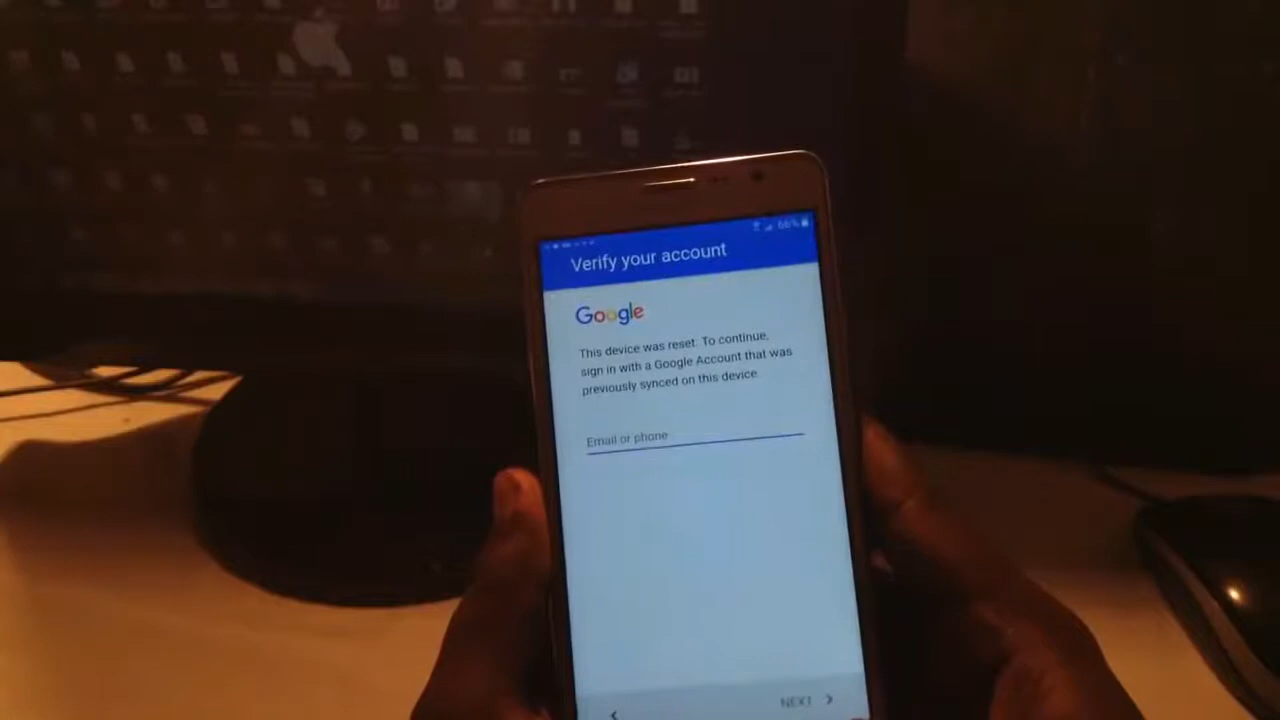 66%
Verify your account
Google
This device was reset. To continue,
sign in with a Google Account that was
previously synced on this device.
Email or phone
NEXT